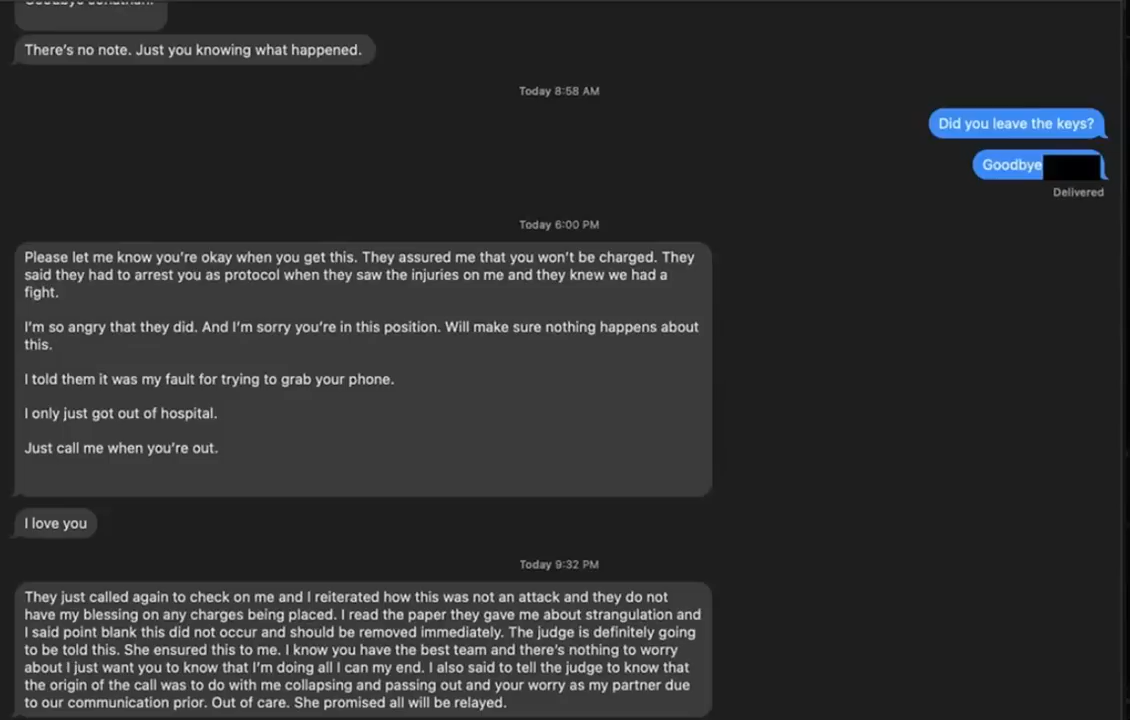 Goodbye Jonathan.
There's no note. Just you knowing what happened.
Today 8:58 AM
Did you leave the keys?
Goodbye
Delivered
Today 6:00 PM
Please let me know you're okay when you get this. They assured me that you won't be charged. They
said they had to arrest you as protocol when they saw the injuries on me and they knew we had a
fight.
I'm so angry that they did. And I'm sorry you're in this position. Will make sure nothing happens about
this.
I told them it was my fault for trying to grab your phone.
I only just got out of hospital.
Just call me when you're out.
I love you
Today 9:32 PM
They just called again to check on me and I reiterated how this was not an attack and they do not
have my blessing on any charges being placed. I read the paper they gave me about strangulation and
I said point blank this did not occur and should be removed immediately. The judge is definitely going
to be told this. She ensured this to me. I know you have the best team and there's nothing to worry
about I just want you to know that I'm doing all I can my end. I also said to tell the judge to know that
the origin of the call was to do with me collapsing and passing out and your worry as my partner due
to our communication prior. Out of care. She promised all will be relayed.